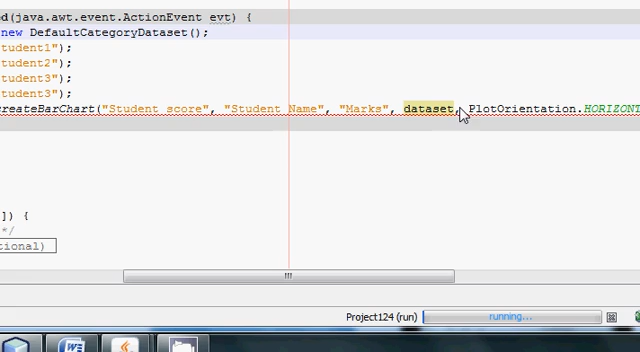 d(java.awt.event.ActionEvent evt) {
new DefaultCategoryDataset();
tudent1");
tudent2");
tudent3");
tudent3");
reateBarChart("Student score", "Student Name", "Marks", dataset, PlotOrientation.HORIZONT
]) {
*/
tional)
Project124 (run) running...